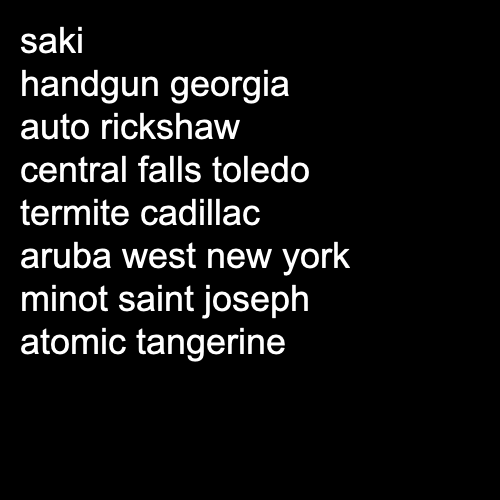 saki
handgun georgia
auto rickshaw
central falls toledo
termite cadillac
aruba west new york
minot saint joseph
atomic tangerine